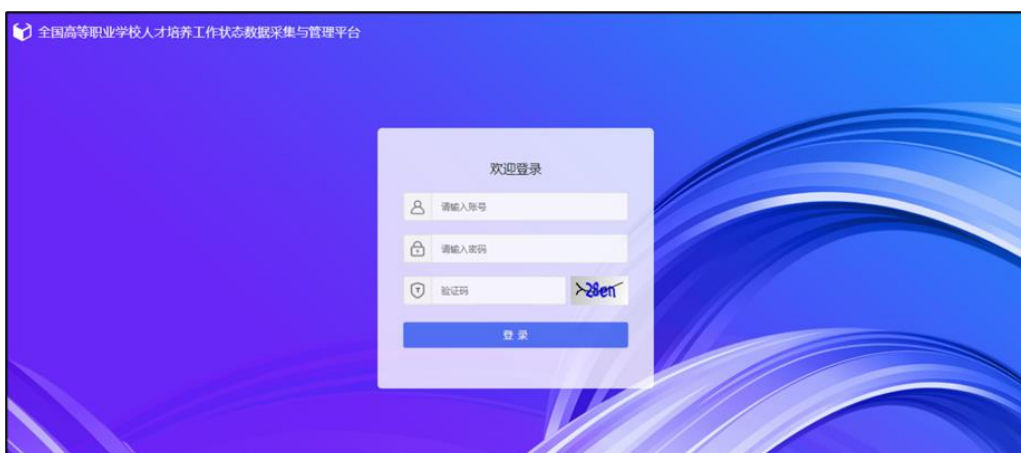 全国高等职业学校人才培养工作状态数据采集与管理平台
欢迎登录
请输入账号
请输入密码
验证码
28en
登 录